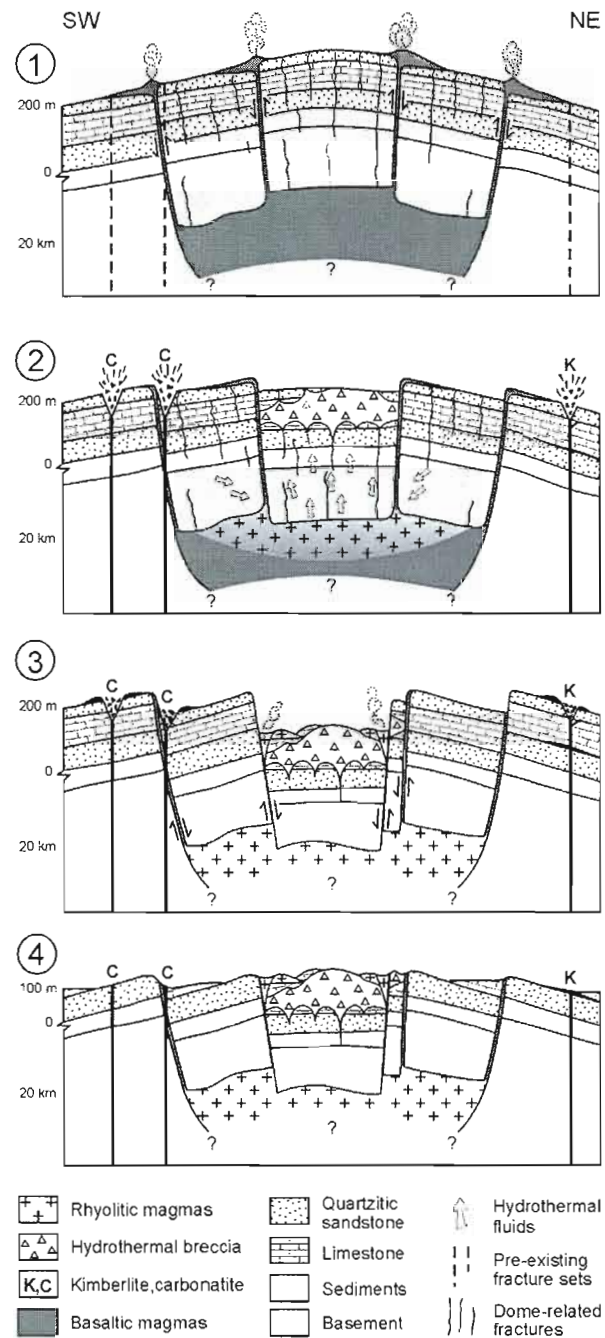 SW NE
1
200 m
0
20 km
? ? ?
2
C C K
200 m
0
20 km
? ? ?
3
C C K
200 m
0
20 km
? ? ?
4
C C K
100 m
0
20 km
? ? ?
Rhyolitic magmas
Hydrothermal breccia
K,C Kimberlite,carbonatite
Basaltic magmas
Quartzitic
sandstone
Limestone
Sediments
Basement
Hydrothermal
fluids
Pre-existing
fracture sets
Dome-related
fractures